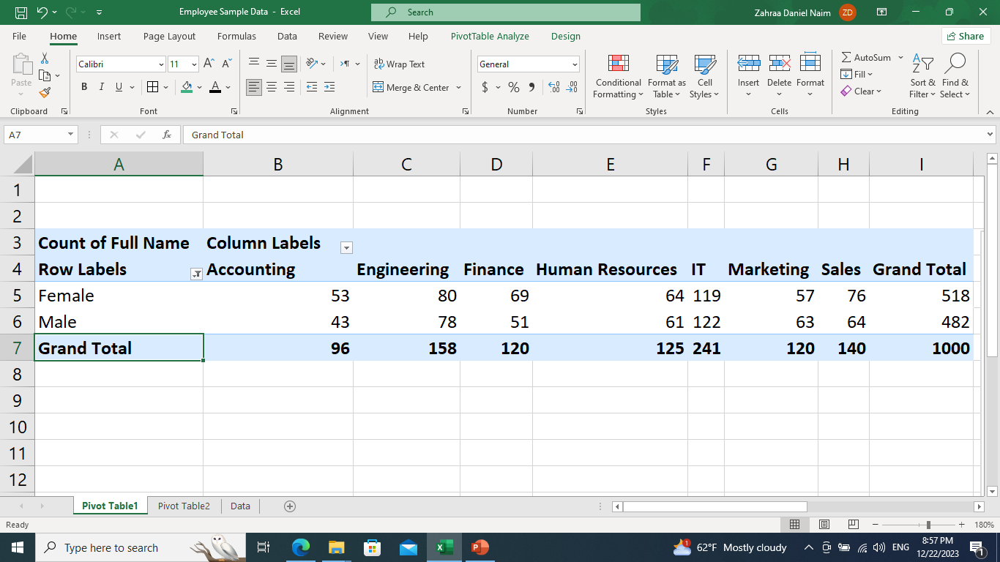 Employee Sample Data - Excel
Search
Zahraa Daniel Naim
ZD
File Home Insert Page Layout Formulas Data Review View Help PivotTable Analyze Design Share
Paste
Clipboard
Calibri 11
B I U A
Font
Wrap Text
Merge & Center
Alignment
General
$ % 9
Number
Conditional Formatting
Format as Table
Cell Styles
Styles
Insert Delete Format
Cells
AutoSum
Fill
Clear
Sort & Filter
Find & Select
Editing
A7 fx Grand Total
A B C D E F G H I
1
2
3 Count of Full Name Column Labels
4 Row Labels Accounting Engineering Finance Human Resources IT Marketing Sales Grand Total
5 Female 53 80 69 64 119 57 76 518
6 Male 43 78 51 61 122 63 64 482
7 Grand Total 96 158 120 125 241 120 140 1000
8
9
10
11
12
Pivot Table1 Pivot Table2 Data
Ready 180%
Type here to search
1 62°F Mostly cloudy ENG 8:57 PM
12/22/2023 1